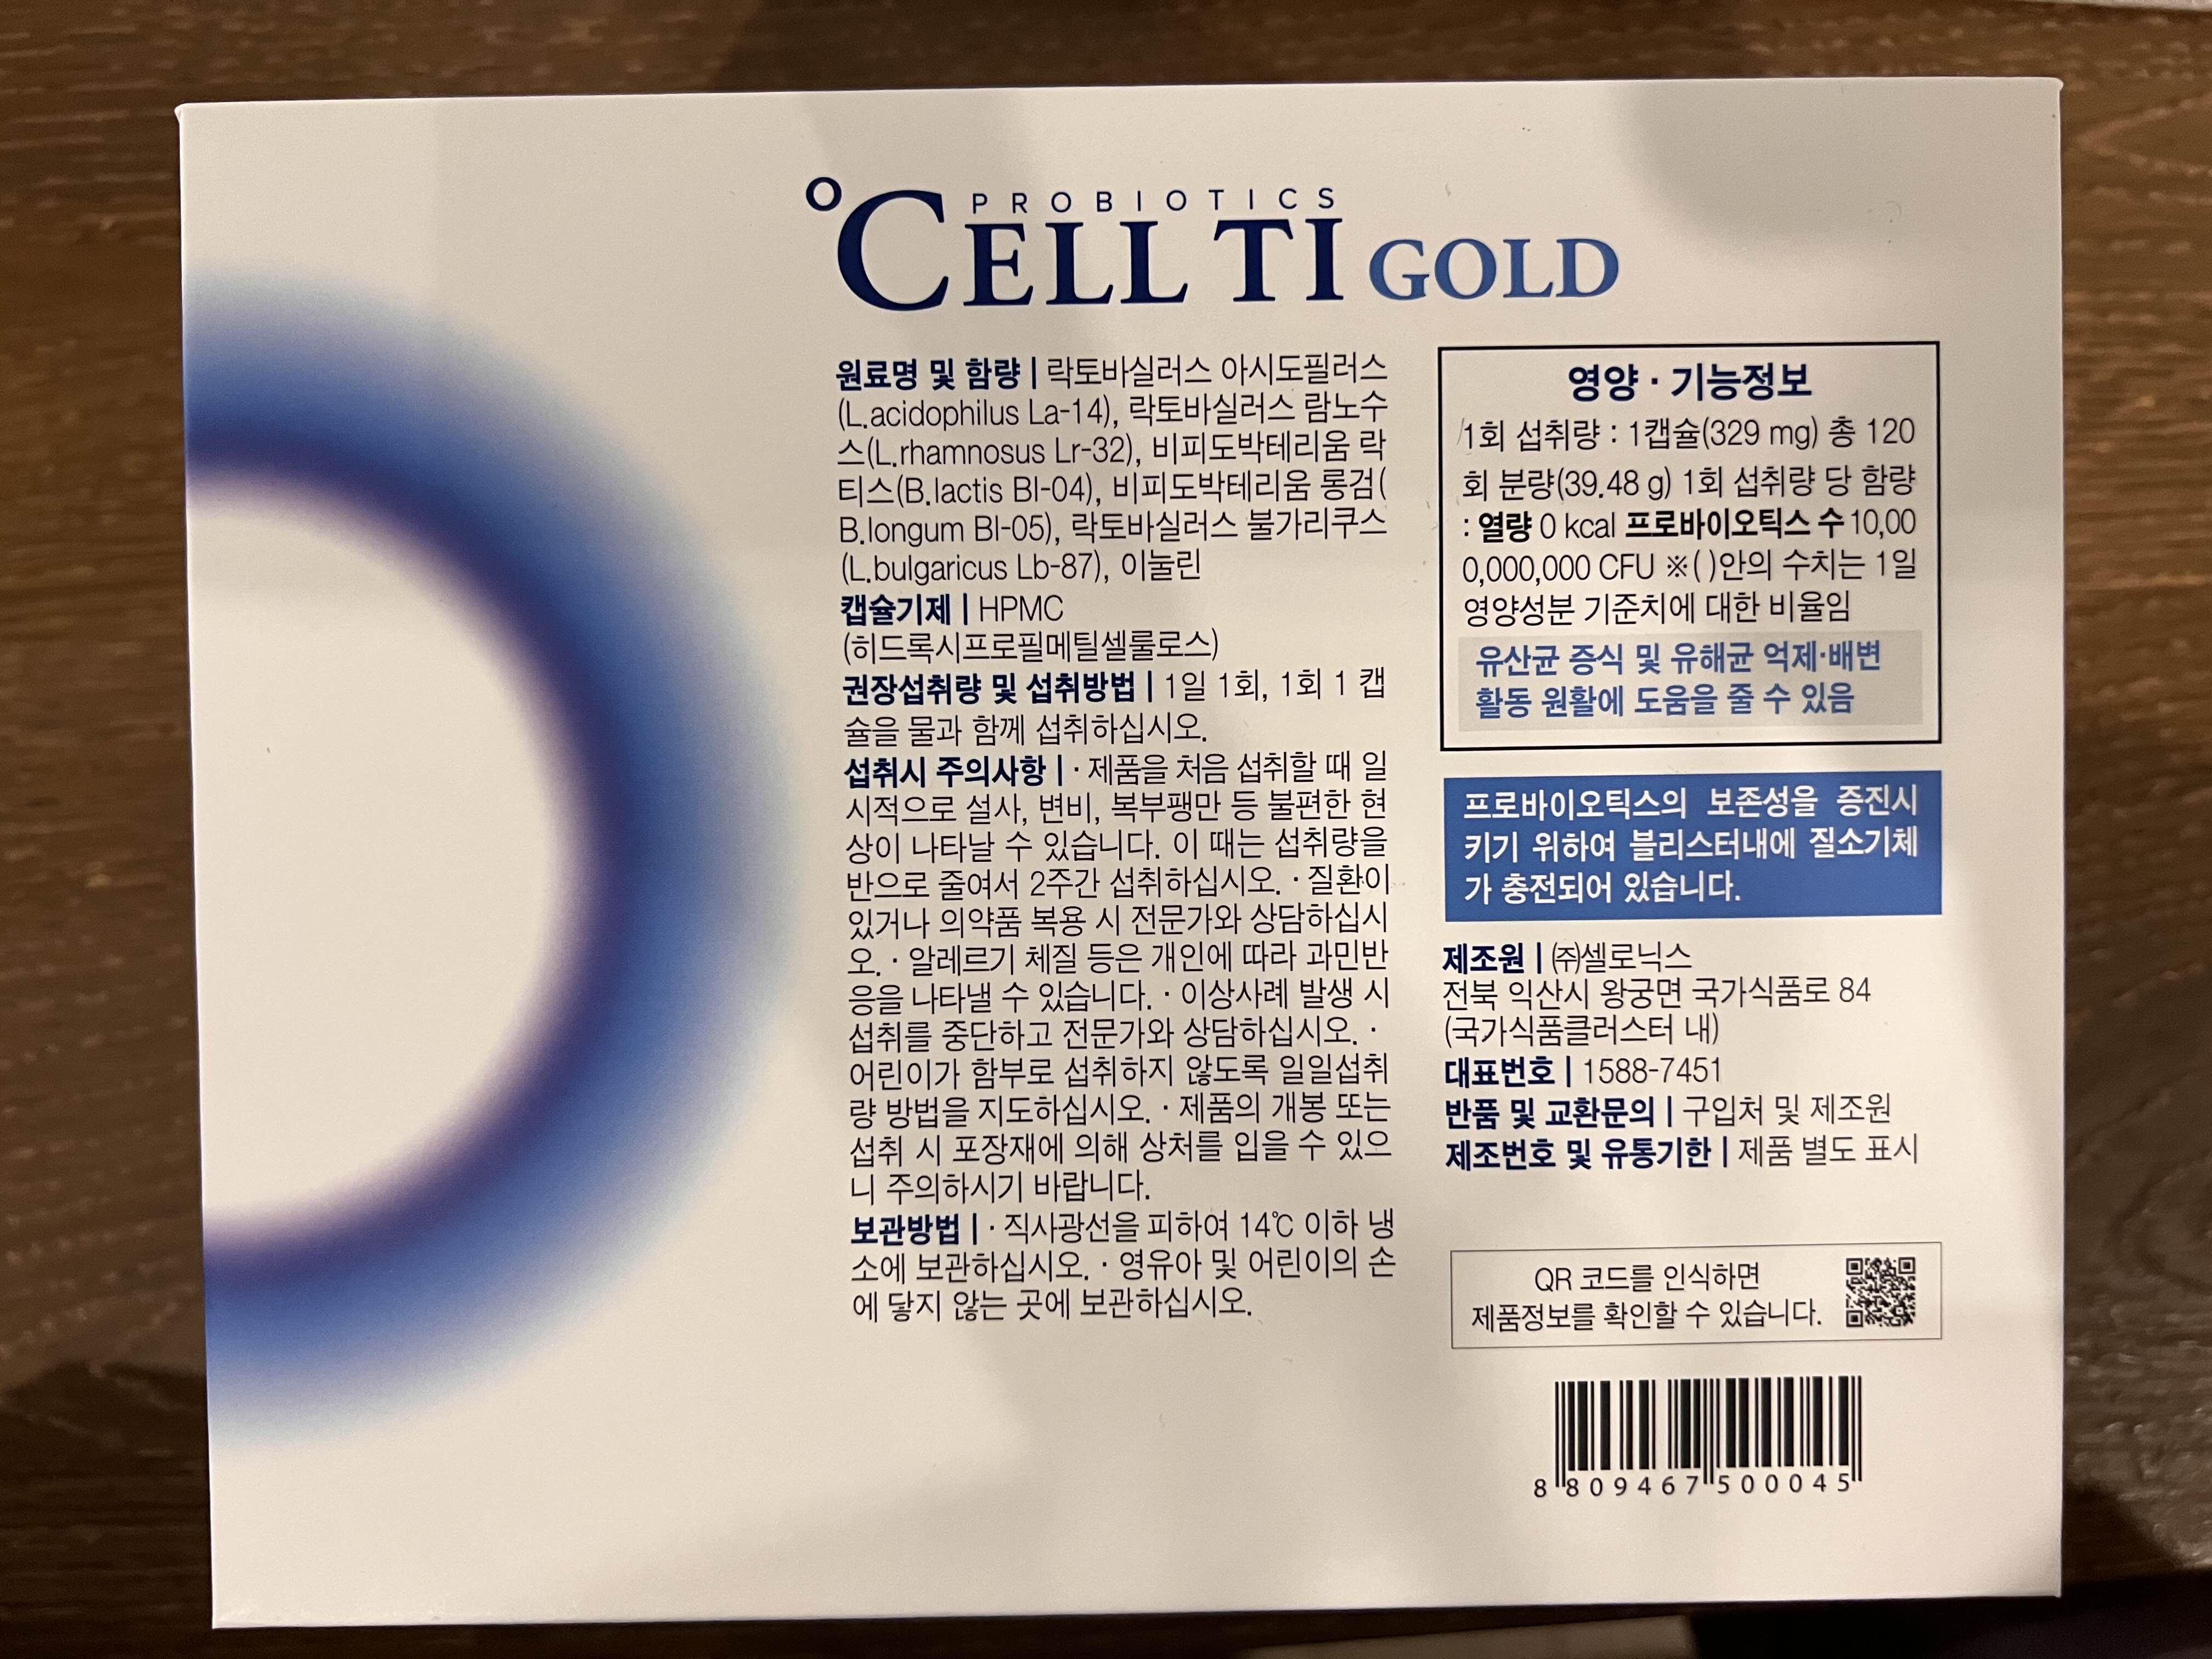 PROBIOTICS
°CELL TI GOLD
원료명 및 함량 | 락토바실러스 아시도필러스
(L.acidophilus La-14), 락토바실러스 람노수
스(L.rhamnosus Lr-32), 비피도박테리움 락
티스(B.lactis Bl-04), 비피도박테리움 롱검(
B.longum Bl-05), 락토바실러스 불가리쿠스
(L.bulgaricus Lb-87), 이눌린
캡슐기제 | HPMC
(히드록시프로필메틸셀룰로스)
권장섭취량 및 섭취방법 | 1일 1회, 1회 1 캡
슐을 물과 함께 섭취하십시오.
섭취시 주의사항 | · 제품을 처음 섭취할 때 일
시적으로 설사, 변비, 복부팽만 등 불편한 현
상이 나타날 수 있습니다. 이 때는 섭취량을
반으로 줄여서 2주간 섭취하십시오. · 질환이
있거나 의약품 복용 시 전문가와 상담하십시
오. · 알레르기 체질 등은 개인에 따라 과민반
응을 나타낼 수 있습니다. · 이상사례 발생 시
섭취를 중단하고 전문가와 상담하십시오. ·
어린이가 함부로 섭취하지 않도록 일일섭취
량 방법을 지도하십시오. · 제품의 개봉 또는
섭취 시 포장재에 의해 상처를 입을 수 있으
니 주의하시기 바랍니다.
보관방법 | · 직사광선을 피하여 14℃ 이하 냉
소에 보관하십시오. · 영유아 및 어린이의 손
에 닿지 않는 곳에 보관하십시오.
영양 · 기능정보
1회 섭취량 : 1캡슐(329 mg) 총 120
회 분량(39.48 g) 1회 섭취량 당 함량
: 열량 0 kcal 프로바이오틱스 수 10,00
0,000,000 CFU ※( )안의 수치는 1일
영양성분 기준치에 대한 비율임
유산균 증식 및 유해균 억제·배변
활동 원활에 도움을 줄 수 있음
프로바이오틱스의 보존성을 증진시
키기 위하여 블리스터내에 질소기체
가 충전되어 있습니다.
제조원 | ㈜셀로닉스
전북 익산시 왕궁면 국가식품로 84
(국가식품클러스터 내)
대표번호 | 1588-7451
반품 및 교환문의 | 구입처 및 제조원
제조번호 및 유통기한 | 제품 별도 표시
QR 코드를 인식하면
제품정보를 확인할 수 있습니다.
8 809467 500045